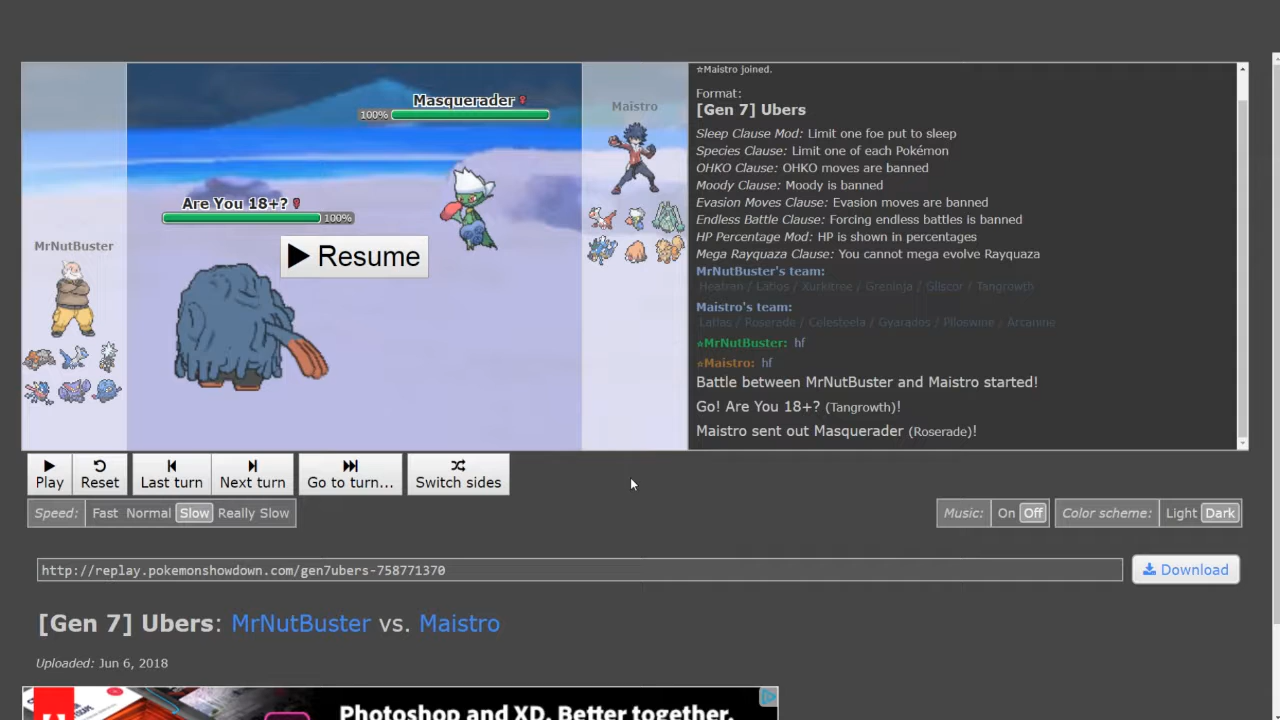 ☆Maistro joined.
Format:
[Gen 7] Ubers
Sleep Clause Mod: Limit one foe put to sleep
Species Clause: Limit one of each Pokémon
OHKO Clause: OHKO moves are banned
Moody Clause: Moody is banned
Evasion Moves Clause: Evasion moves are banned
Endless Battle Clause: Forcing endless battles is banned
HP Percentage Mod: HP is shown in percentages
Mega Rayquaza Clause: You cannot mega evolve Rayquaza
MrNutBuster's team:
Heatran / Latios / Xurkitree / Greninja / Gliscor / Tangrowth
Maistro's team:
Latias / Roserade / Celesteela / Gyarados / Piloswine / Arcanine
☆MrNutBuster: hf
☆Maistro: hf
Battle between MrNutBuster and Maistro started!
Go! Are You 18+? (Tangrowth)!
Maistro sent out Masquerader (Roserade)!
Masquerader
100%
Maistro
Are You 18+?
100%
MrNutBuster
Resume
Play Reset Last turn Next turn Go to turn... Switch sides
Speed: Fast Normal Slow Really Slow Music: On Off Color scheme: Light Dark
http://replay.pokemonshowdown.com/gen7ubers-758771370 Download
[Gen 7] Ubers: MrNutBuster vs. Maistro
Uploaded: Jun 6, 2018
Photoshop and XD. Better together.